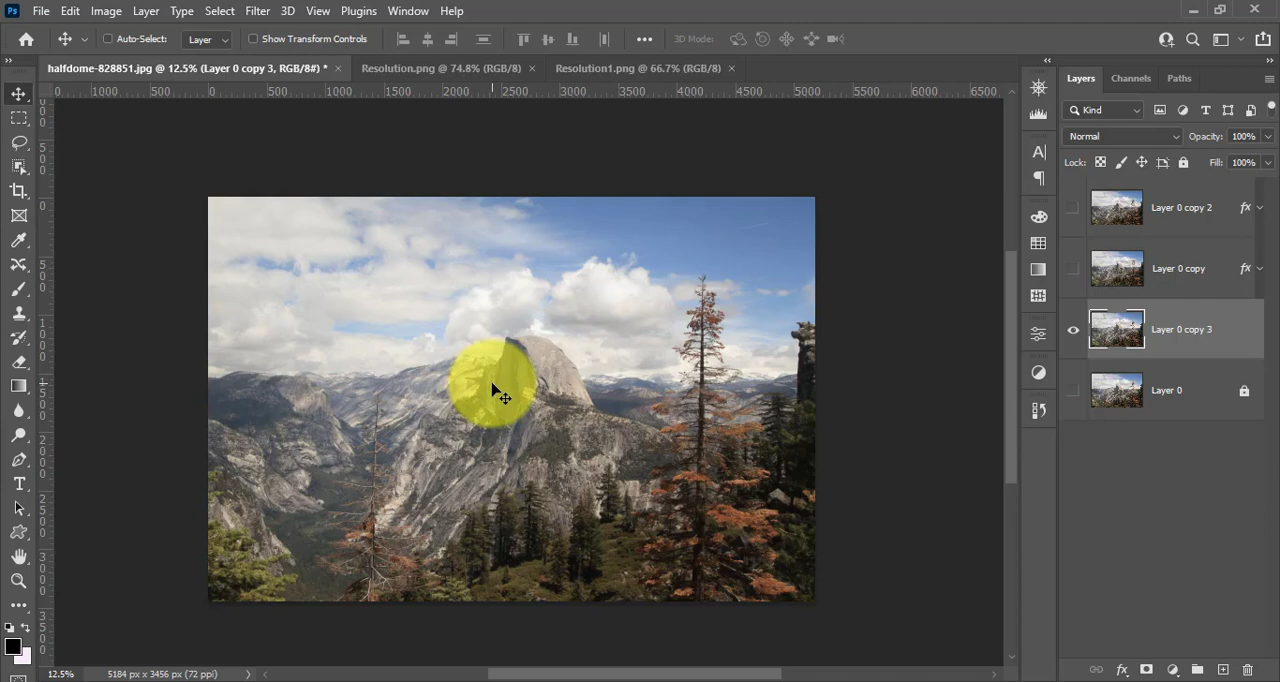 Ps File Edit Image Layer Type Select Filter 3D View Plugins Window Help
Auto-Select: Layer Show Transform Controls 3D Mode:
halfdome-828851.jpg @ 12.5% (Layer 0 copy 3, RGB/8#) * Resolution.png @ 74.8% (RGB/8) Resolution1.png @ 66.7% (RGB/8)
1000 500 0 500 1000 1500 2000 2500 3000 3500 4000 4500 5000 5500 6000 6500
Layers Channels Paths
Kind
Normal Opacity: 100%
Lock: Fill: 100%
Layer 0 copy 2 fx
Layer 0 copy fx
Layer 0 copy 3
Layer 0
12.5% 5184 px x 3456 px (72 ppi)
fx